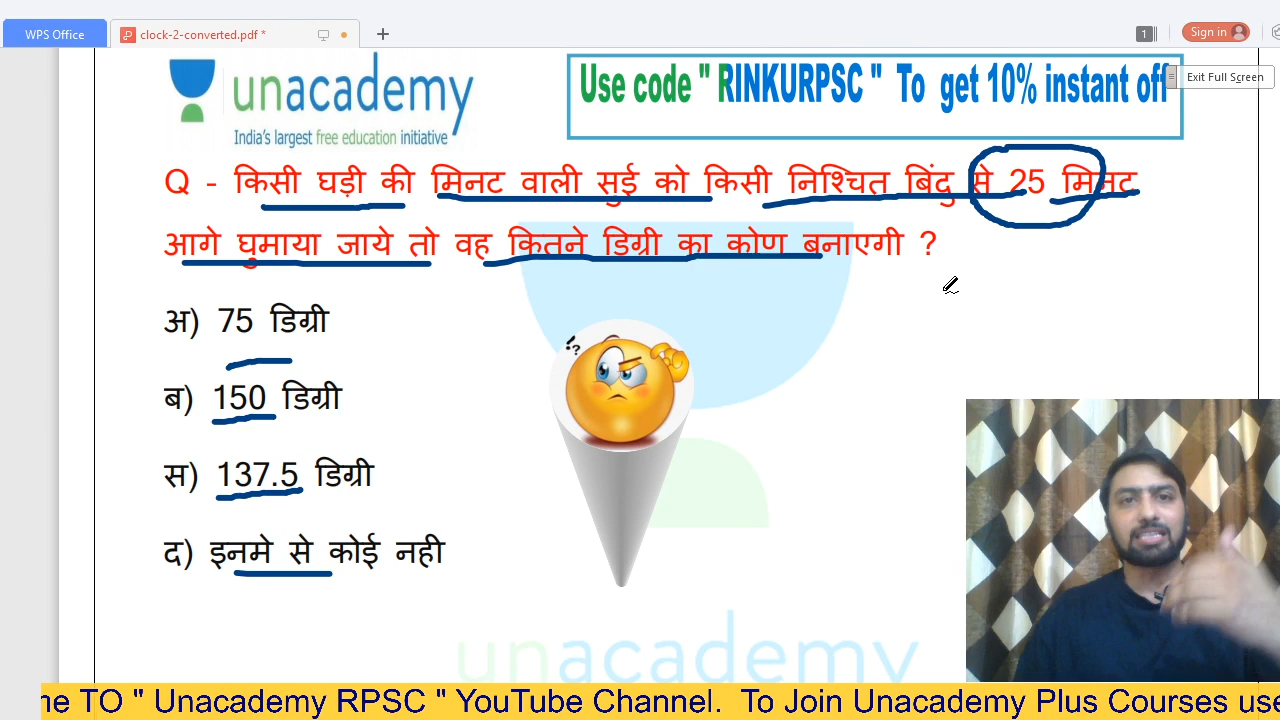 WPS Office
clock-2-converted.pdf *
1
Sign in
Exit Full Screen
unacademy
India's largest free education initiative
Use code " RINKURPSC " To get 10% instant off
Q - किसी घड़ी की मिनट वाली सुई को किसी निश्चित बिंदु से 25 मिनट
आगे घुमाया जाये तो वह कितने डिग्री का कोण बनाएगी ?
अ) 75 डिग्री
ब) 150 डिग्री
स) 137.5 डिग्री
द) इनमे से कोई नही
unacademy
ne TO " Unacademy RPSC " YouTube Channel. To Join Unacademy Plus Courses use